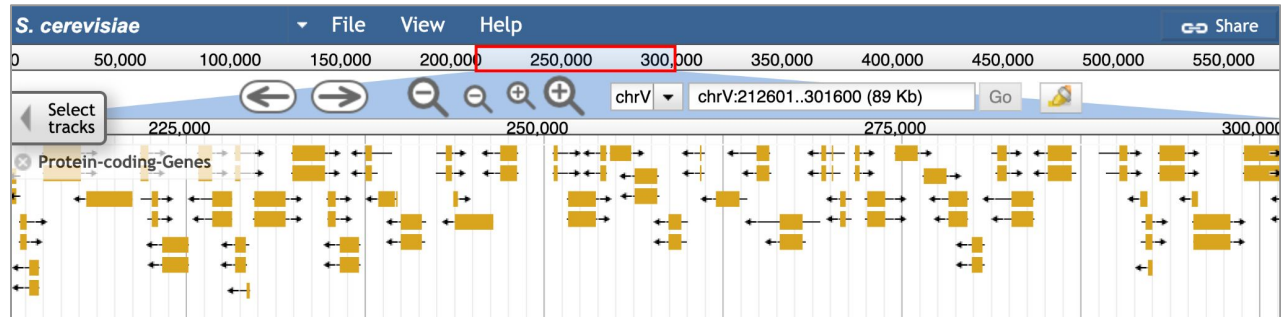 S. cerevisiae File View Help Share
0 50,000 100,000 150,000 200,000 250,000 300,000 350,000 400,000 450,000 500,000 550,000
chrV chrV:212601..301600 (89 Kb) Go
Select
tracks
225,000 250,000 275,000 300,00
Protein-coding-Genes